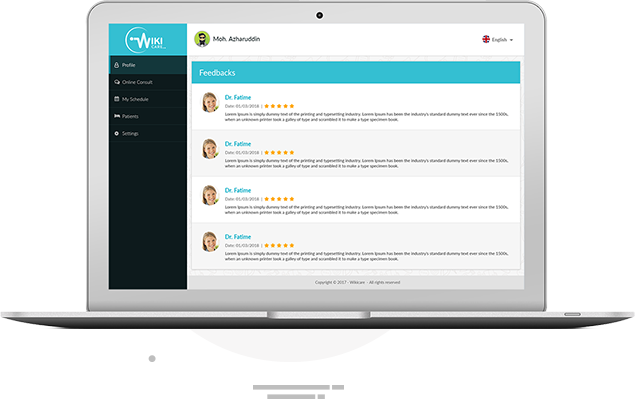 WIKI
CARE
Moh. Azharuddin
English
Profile
Online Consult
My Schedule
Patients
Settings
Feedbacks
Dr. Fatime
Date: 01/03/2018 |
Lorem Ipsum is simply dummy text of the printing and typesetting industry. Lorem Ipsum has been the industry's standard dummy text ever since the 1500s,
when an unknown printer took a galley of type and scrambled it to make a type specimen book.
Dr. Fatime
Date: 01/03/2018 |
Lorem Ipsum is simply dummy text of the printing and typesetting industry. Lorem Ipsum has been the industry's standard dummy text ever since the 1500s,
when an unknown printer took a galley of type and scrambled it to make a type specimen book.
Dr. Fatime
Date: 01/03/2018 |
Lorem Ipsum is simply dummy text of the printing and typesetting industry. Lorem Ipsum has been the industry's standard dummy text ever since the 1500s,
when an unknown printer took a galley of type and scrambled it to make a type specimen book.
Dr. Fatime
Date: 01/03/2018 |
Lorem Ipsum is simply dummy text of the printing and typesetting industry. Lorem Ipsum has been the industry's standard dummy text ever since the 1500s,
when an unknown printer took a galley of type and scrambled it to make a type specimen book.
Copyright © 2017 - Wikicare - All rights reserved